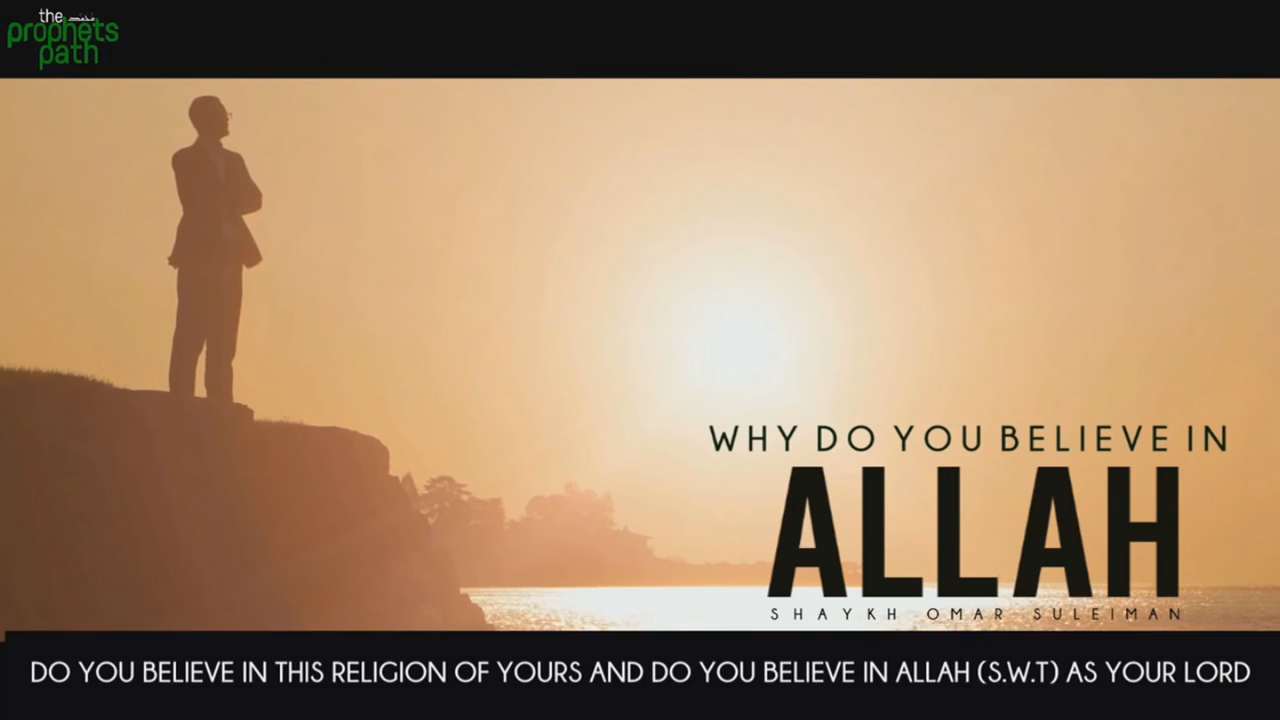 the
prophets
path
WHY DO YOU BELIEVE IN
ALLAH
SHAYKH OMAR SULEIMAN
DO YOU BELIEVE IN THIS RELIGION OF YOURS AND DO YOU BELIEVE IN ALLAH (S.W.T) AS YOUR LORD